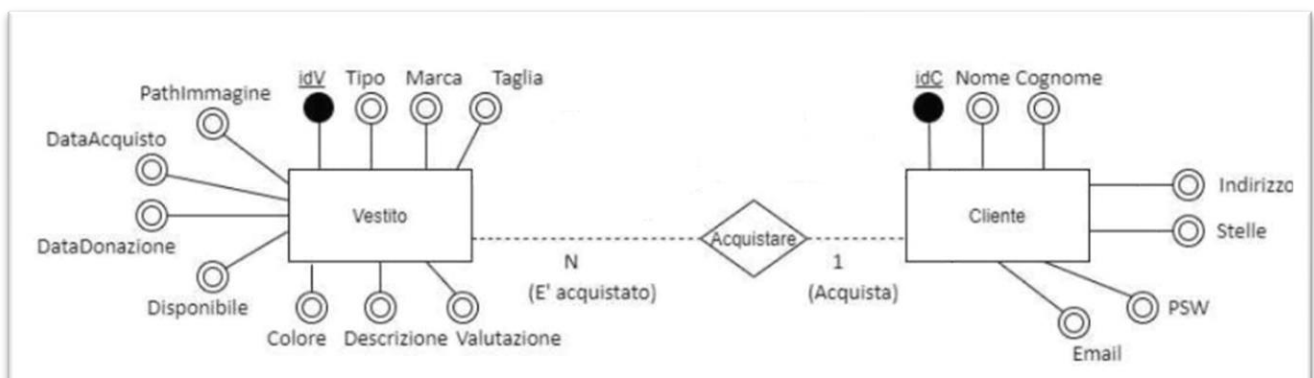 idV Tipo Marca Taglia
idC Nome Cognome
PathImmagine
DataAcquisto
Indirizzo
Vestito
Cliente
Stelle
Acquistare
DataDonazione
N
1
(E' acquistato)
(Acquista)
Disponibile
PSW
Colore Descrizione Valutazione
Email